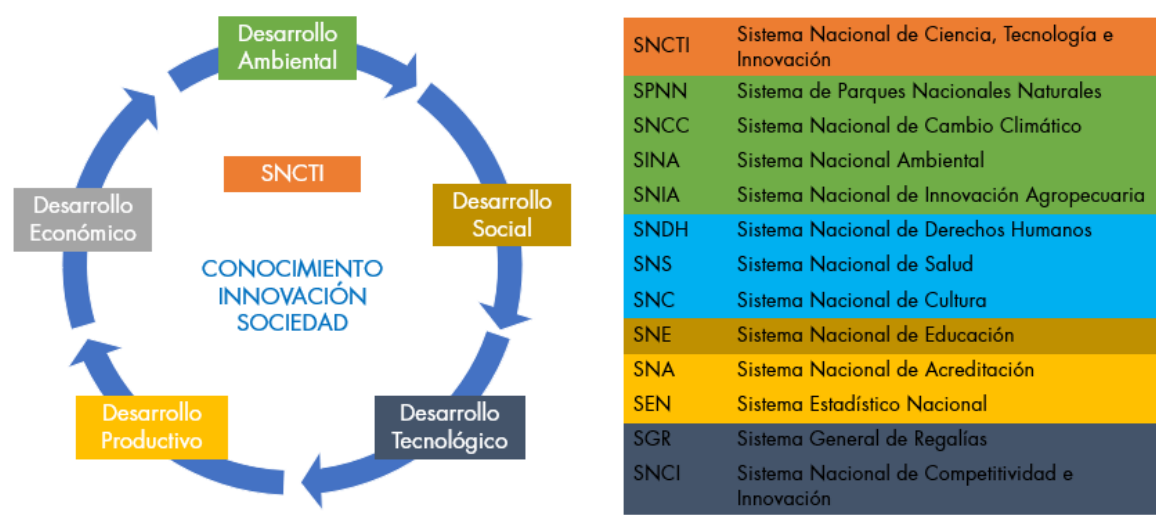 Desarrollo
Ambiental
SNCTI
Desarrollo
Económico
Desarrollo
Social
CONOCIMIENTO
INNOVACIÓN
SOCIEDAD
Desarrollo
Productivo
Desarrollo
Tecnológico
SNCTI Sistema Nacional de Ciencia, Tecnología e
Innovación
SPNN Sistema de Parques Nacionales Naturales
SNCC Sistema Nacional de Cambio Climático
SINA Sistema Nacional Ambiental
SNIA Sistema Nacional de Innovación Agropecuaria
SNDH Sistema Nacional de Derechos Humanos
SNS Sistema Nacional de Salud
SNC Sistema Nacional de Cultura
SNE Sistema Nacional de Educación
SNA Sistema Nacional de Acreditación
SEN Sistema Estadístico Nacional
SGR Sistema General de Regalías
SNCI Sistema Nacional de Competitividad e
Innovación